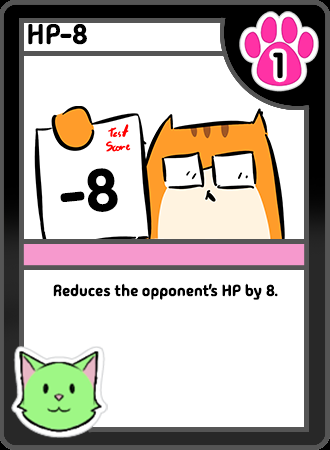 HP-8
1
Test
Score
-8
Reduces the opponent's HP by 8.